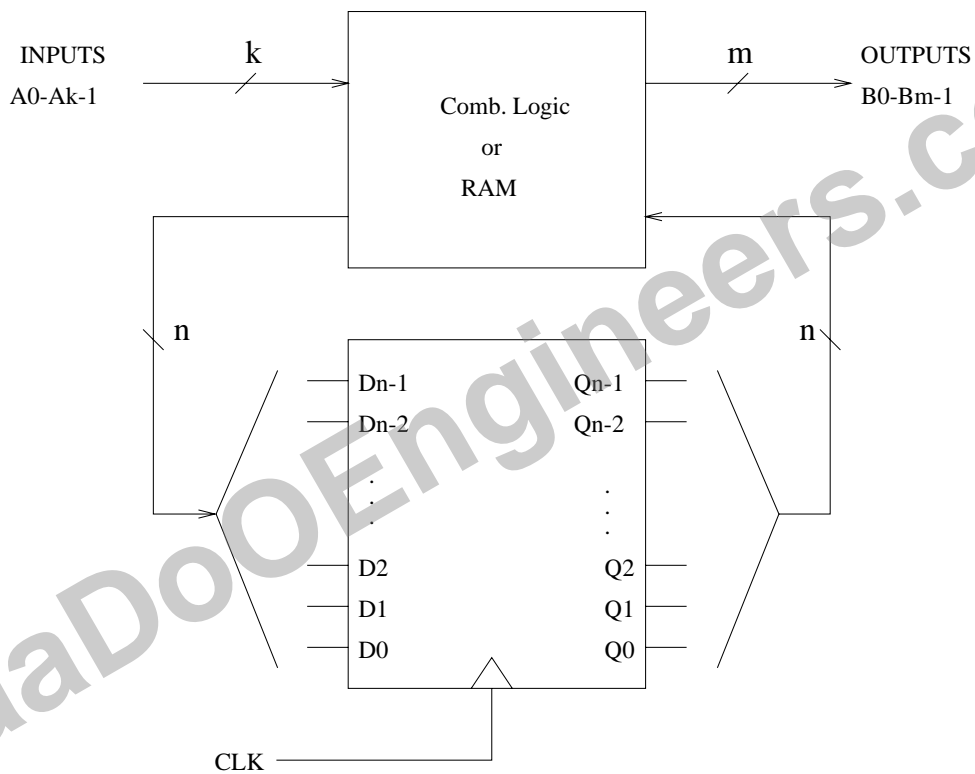 INPUTS
k
A0-Ak-1
Comb. Logic
or
RAM
m
OUTPUTS
B0-Bm-1
n
n
Dn-1
Qn-1
Dn-2
Qn-2
.
.
.
.
.
.
D2
Q2
D1
Q1
D0
Q0
CLK
aDoOEngineers.c